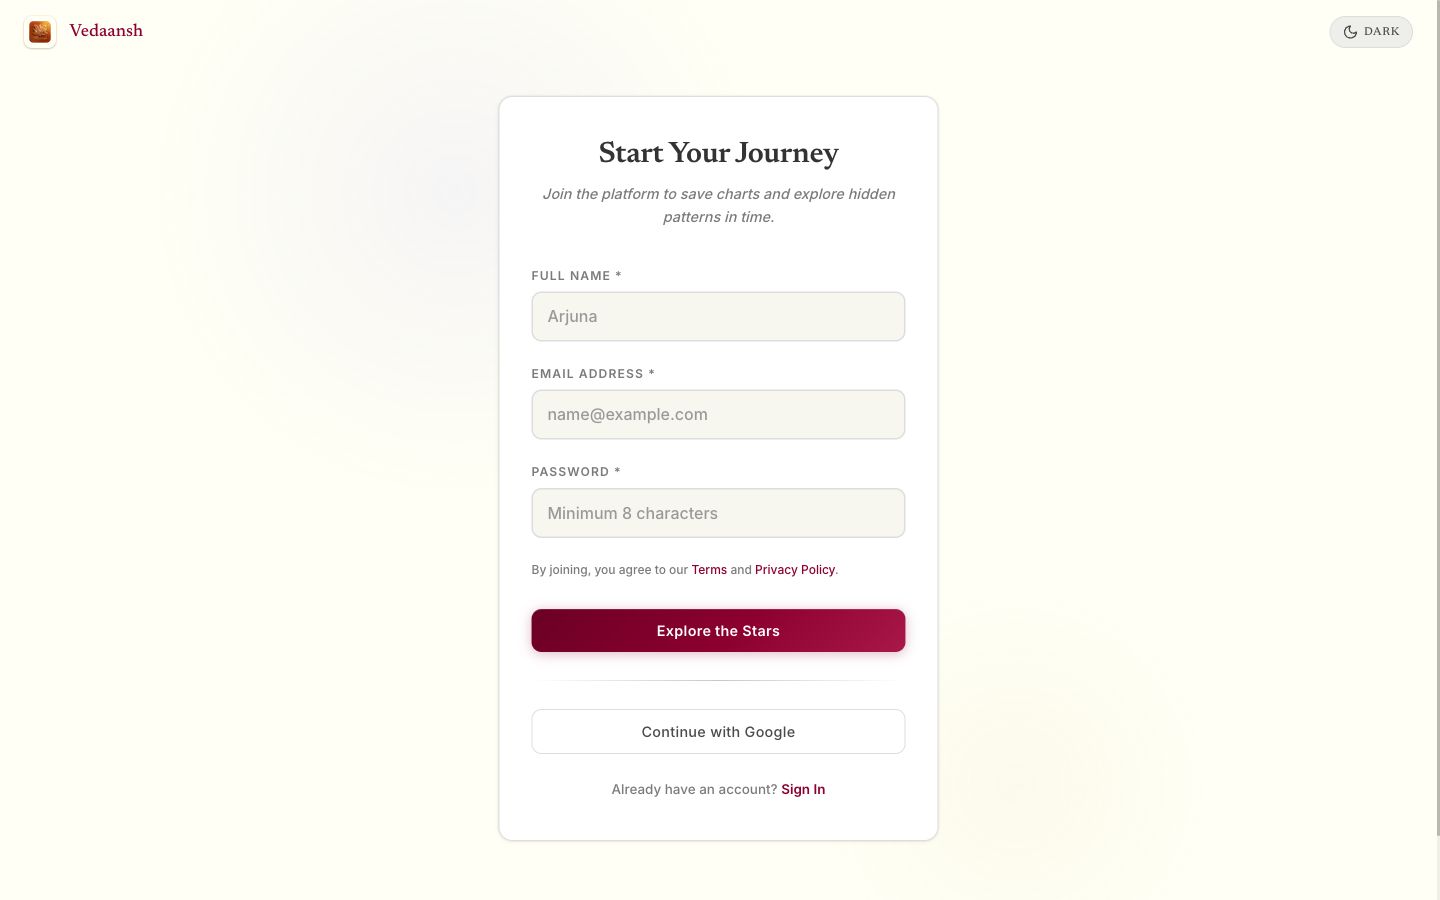 Vedaansh
DARK
Start Your Journey
Join the platform to save charts and explore hidden
patterns in time.
FULL NAME *
Arjuna
EMAIL ADDRESS *
name@example.com
PASSWORD *
Minimum 8 characters
By joining, you agree to our Terms and Privacy Policy.
Explore the Stars
Continue with Google
Already have an account? Sign In